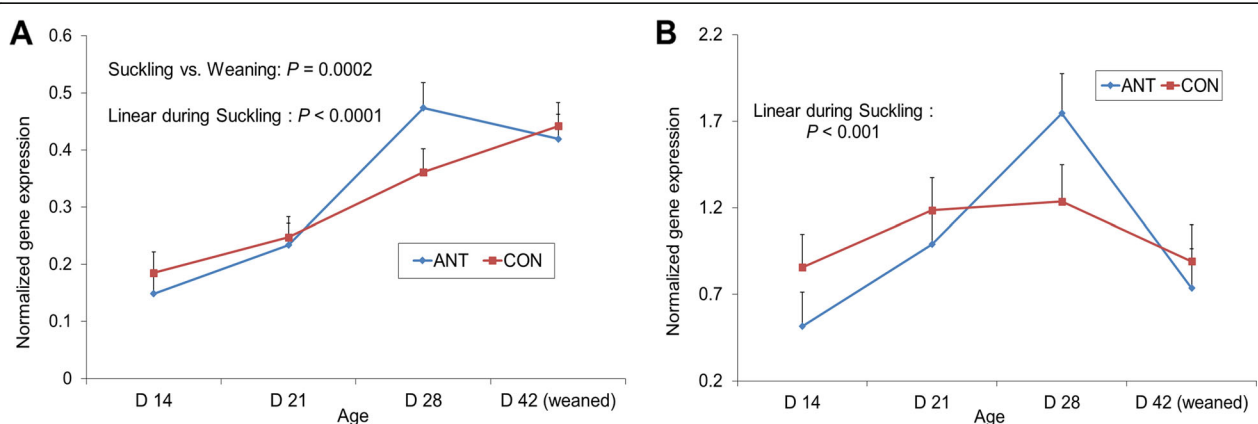 A
Normalized gene expression
0.6
0.5
0.4
0.3
0.2
0.1
0
Suckling vs. Weaning: P = 0.0002
Linear during Suckling : P < 0.0001
ANT CON
D 14 D 21 D 28 D 42 (weaned)
Age
B
Normalized gene expression
2.2
1.7
1.2
0.7
0.2
ANT CON
Linear during Suckling :
P < 0.001
D 14 D 21 D 28 D 42 (weaned)
Age